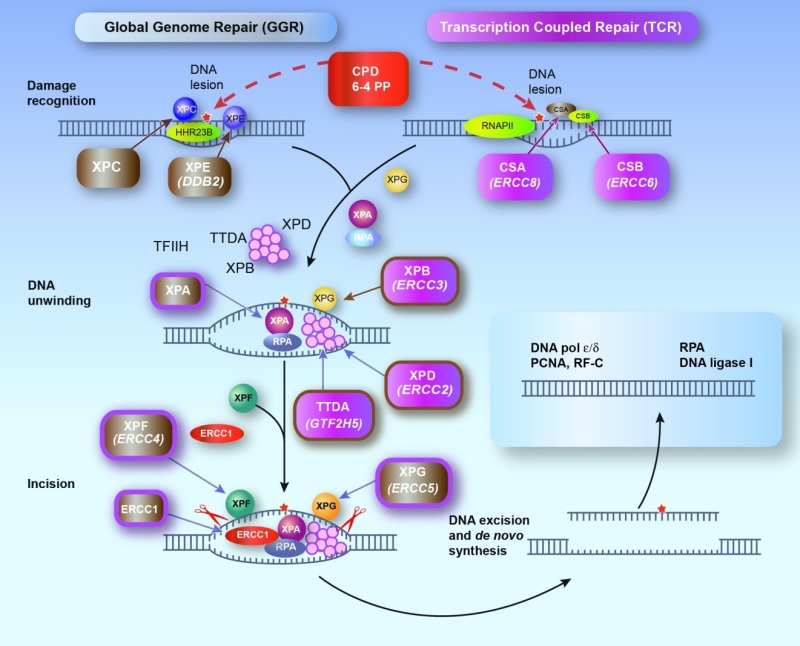 Global Genome Repair (GGR)
Transcription Coupled Repair (TCR)
Damage
recognition
DNA
lesion
CPD
6-4 PP
DNA
lesion
XPC
XPE
HHR23B
RNAPII
CSA
CSB
XPC
XPE
(DDB2)
CSA
(ERCC8)
CSB
(ERCC6)
XPG
XPA
RPA
TFIIH
TTDA
XPD
XPB
DNA
unwinding
XPA
XPG
XPB
(ERCC3)
XPA
RPA
XPD
(ERCC2)
TTDA
(GTF2H5)
DNA pol ε/δ
PCNA, RF-C
RPA
DNA ligase I
XPF
ERCC1
XPF
(ERCC4)
XPG
(ERCC5)
Incision
ERCC1
XPF
XPG
ERCC1
XPA
RPA
DNA excision
and de novo
synthesis